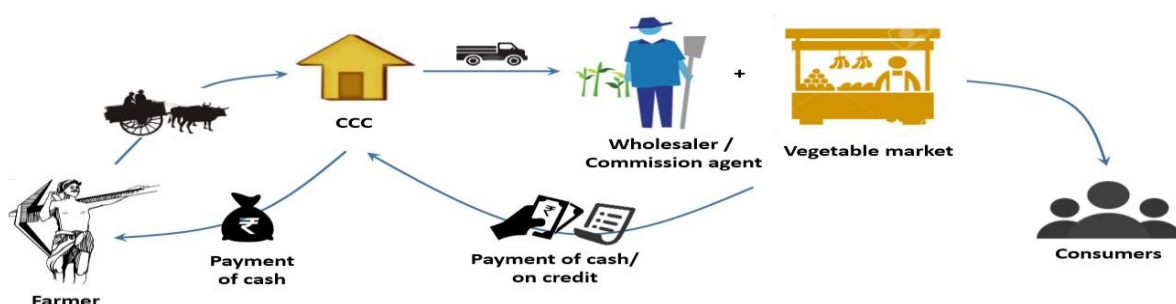 CCC
+
Wholesaler /
Commission agent
Vegetable market
₹
Payment
of cash
₹
Payment of cash/
on credit
Consumers
Farmer